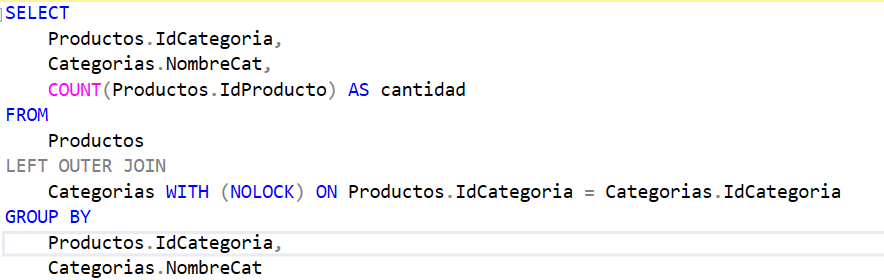 SELECT
    Productos.IdCategoria,
    Categorias.NombreCat,
    COUNT(Productos.IdProducto) AS cantidad
FROM
    Productos
LEFT OUTER JOIN
    Categorias WITH (NOLOCK) ON Productos.IdCategoria = Categorias.IdCategoria
GROUP BY
    Productos.IdCategoria,
    Categorias.NombreCat